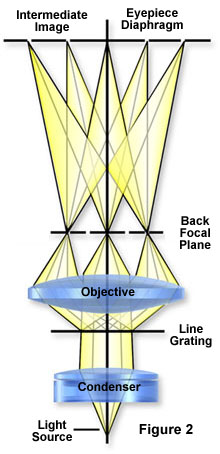 Intermediate
Image
Eyepiece
Diaphragm
Back
Focal
Plane
Objective
Line
Grating
Condenser
Light
Source
Figure 2